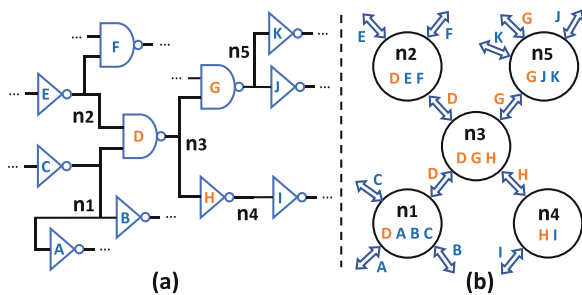 F
...
...
E
...
n2
D
n3
...
G
n5
K
...
J
...
...
C
n1
A
...
B
...
H
n4
I
...
(a)
E
F
n2
D E F
D
K
G
J
n5
G J K
G
n3
D G H
D
H
C
n1
D A B C
A
B
n4
H I
I
(b)